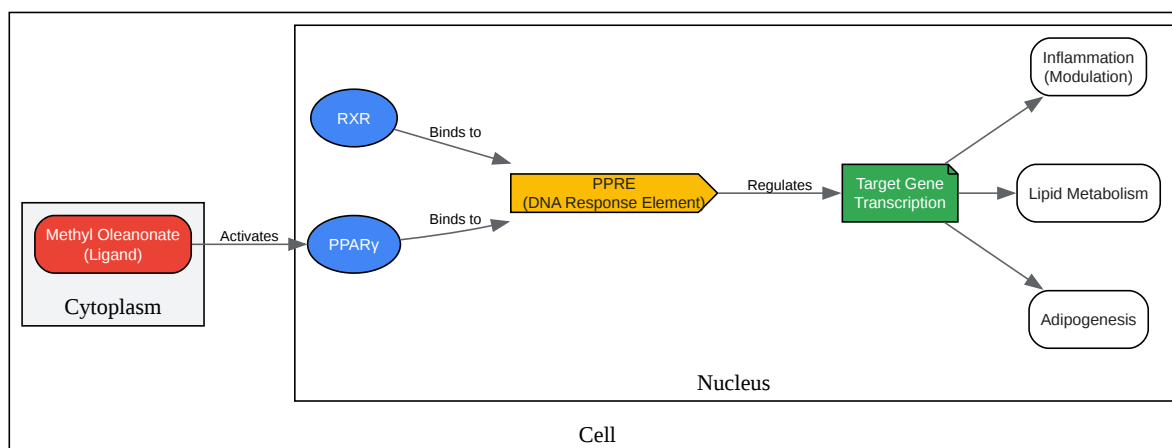 Inflammation
(Modulation)
RXR
Binds to
PPRE
(DNA Response Element)
Regulates
Target Gene
Transcription
Lipid Metabolism
Methyl Oleanonate
(Ligand)
Activates
PPARγ
Binds to
Cytoplasm
Adipogenesis
Nucleus
Cell